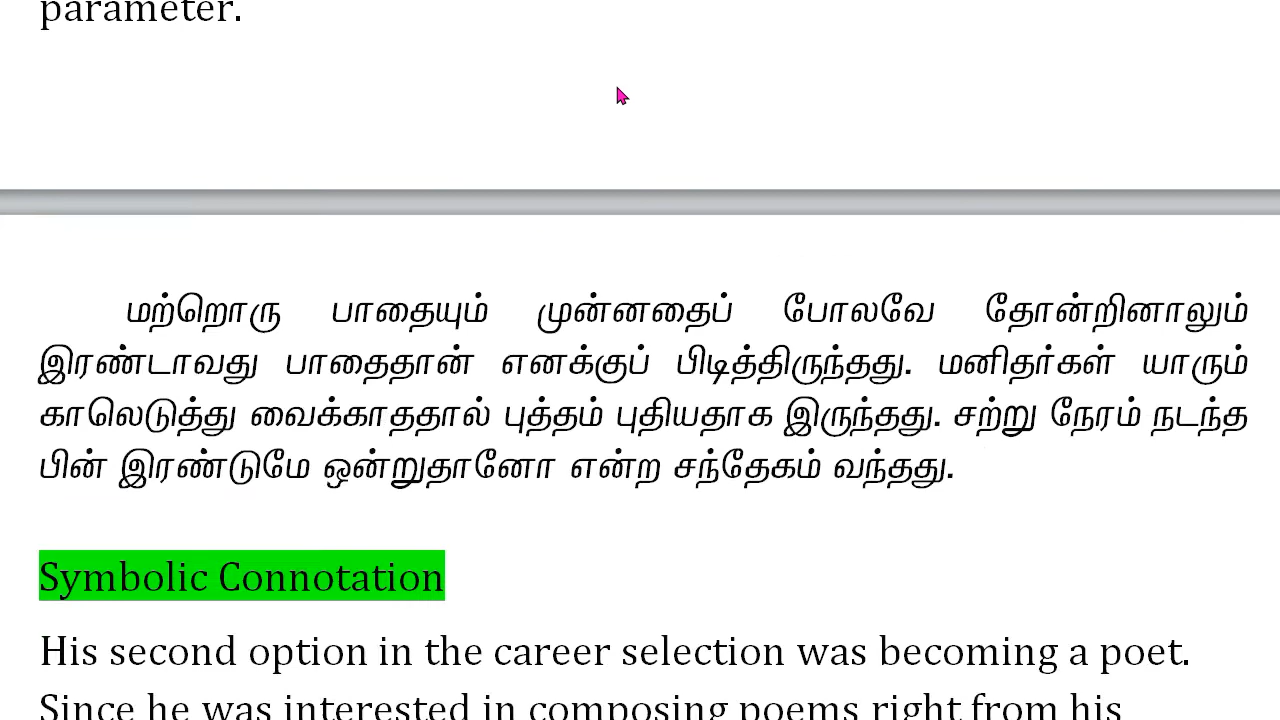 parameter.
மற்றொரு பாதையும் முன்னதைப் போலவே தோன்றினாலும்
இரண்டாவது பாதைதான் எனக்குப் பிடித்திருந்தது. மனிதர்கள் யாரும்
காலெடுத்து வைக்காததால் புத்தம் புதியதாக இருந்தது. சற்று நேரம் நடந்த
பின் இரண்டுமே ஒன்றுதானோ என்ற சந்தேகம் வந்தது.
Symbolic Connotation
His second option in the career selection was becoming a poet.
Since he was interested in composing poems right from his